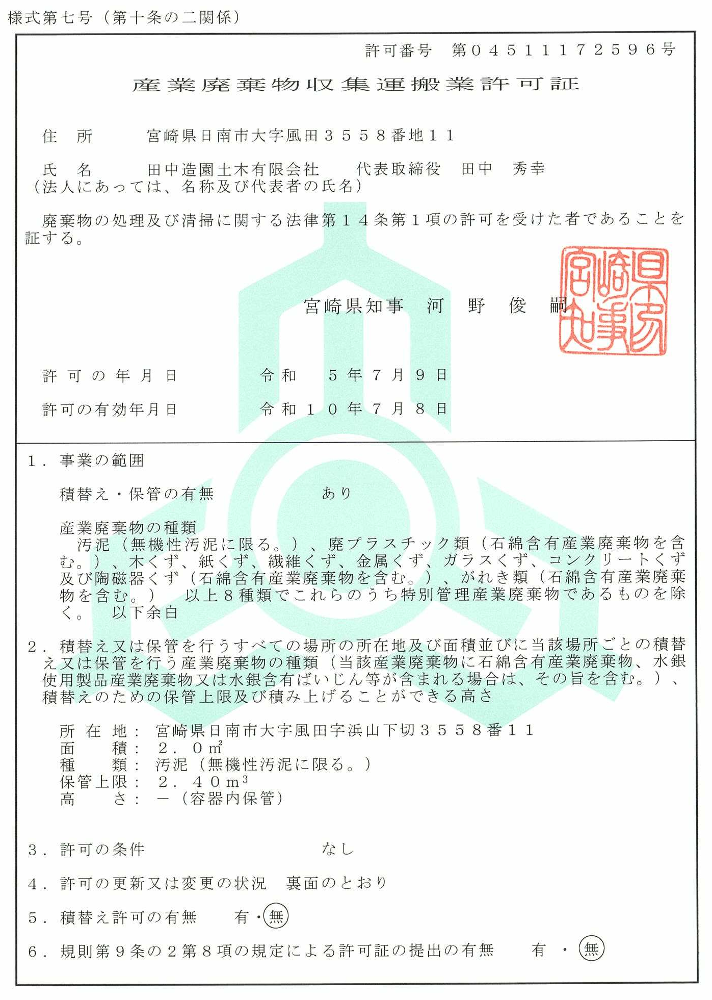 様式第七号（第十条の二関係）
許可番号　第０４５１１１７２５９６号
産業廃棄物収集運搬業許可証
住　所　　　宮崎県日南市大字風田３５５８番地１１
氏　名　　　田中造園土木有限会社　　代表取締役　田中　秀幸
（法人にあっては、名称及び代表者の氏名）
廃棄物の処理及び清掃に関する法律第１４条第１項の許可を受けた者であることを
証する。
宮崎県知事　河　野　俊　嗣
宮崎県知事
許可の年月日　　　　令和　５年７月９日
許可の有効年月日　　　　令和１０年７月８日
１．事業の範囲
積替え・保管の有無　　　　　　あり
産業廃棄物の種類
汚泥（無機性汚泥に限る。）、廃プラスチック類（石綿含有産業廃棄物を含
む。）、木くず、紙くず、繊維くず、金属くず、ガラスくず、コンクリートくず
及び陶磁器くず（石綿含有産業廃棄物を含む。）、がれき類（石綿含有産業廃棄
物を含む。）　以上８種類でこれらのうち特別管理産業廃棄物であるものを除
く。　以下余白
２．積替え又は保管を行うすべての場所の所在地及び面積並びに当該場所ごとの積替
え又は保管を行う産業廃棄物の種類（当該産業廃棄物に石綿含有産業廃棄物、水銀
使用製品産業廃棄物又は水銀含有ばいじん等が含まれる場合は、その旨を含む。）、
積替えのための保管上限及び積み上げることができる高さ
所在地：　宮崎県日南市大字風田字浜山下切３５５８番１１
面　　積：　２．０㎡
種　　類：　汚泥（無機性汚泥に限る。）
保管上限：　２．４０ｍ³
高　　さ：　－（容器内保管）
３．許可の条件　　　　　　　　　　なし
４．許可の更新又は変更の状況　裏面のとおり
５．積替え許可の有無　　有・無
６．規則第９条の２第８項の規定による許可証の提出の有無　　有　・　無